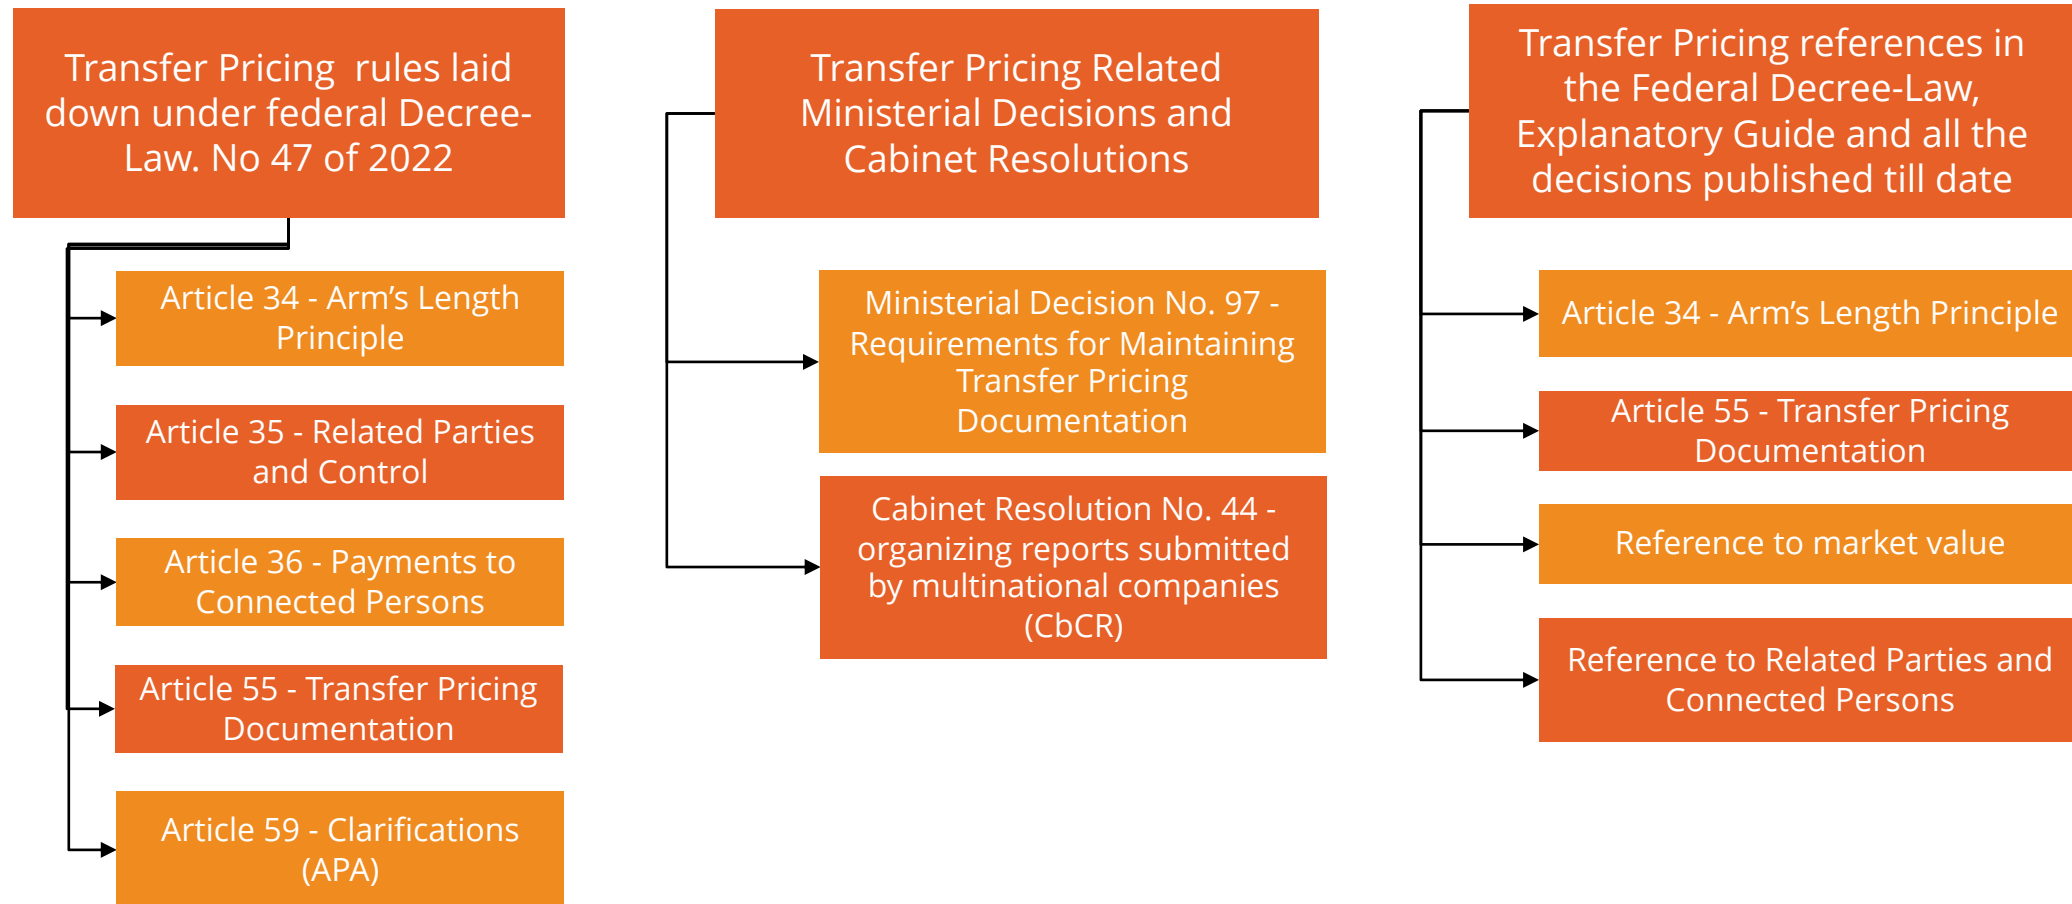 Transfer Pricing rules laid
down under federal Decree-
Law. No 47 of 2022
Article 34 - Arm’s Length
Principle
Article 35 - Related Parties
and Control
Article 36 - Payments to
Connected Persons
Article 55 - Transfer Pricing
Documentation
Article 59 - Clarifications
(APA)
Transfer Pricing Related
Ministerial Decisions and
Cabinet Resolutions
Ministerial Decision No. 97 -
Requirements for Maintaining
Transfer Pricing
Documentation
Cabinet Resolution No. 44 -
organizing reports submitted
by multinational companies
(CbCR)
Transfer Pricing references in
the Federal Decree-Law,
Explanatory Guide and all the
decisions published till date
Article 34 - Arm’s Length Principle
Article 55 - Transfer Pricing
Documentation
Reference to market value
Reference to Related Parties and
Connected Persons